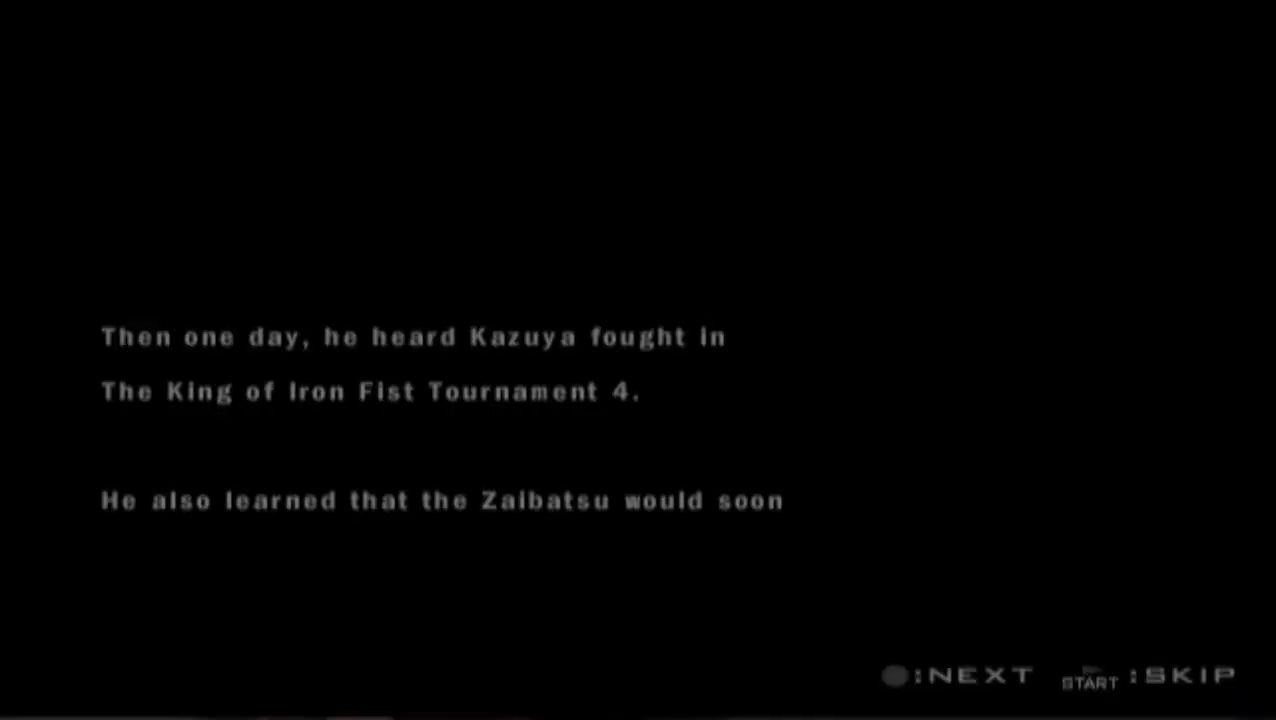 Then one day, he heard Kazuya fought in
The King of Iron Fist Tournament 4.
He also learned that the Zaibatsu would soon
:NEXT START :SKIP